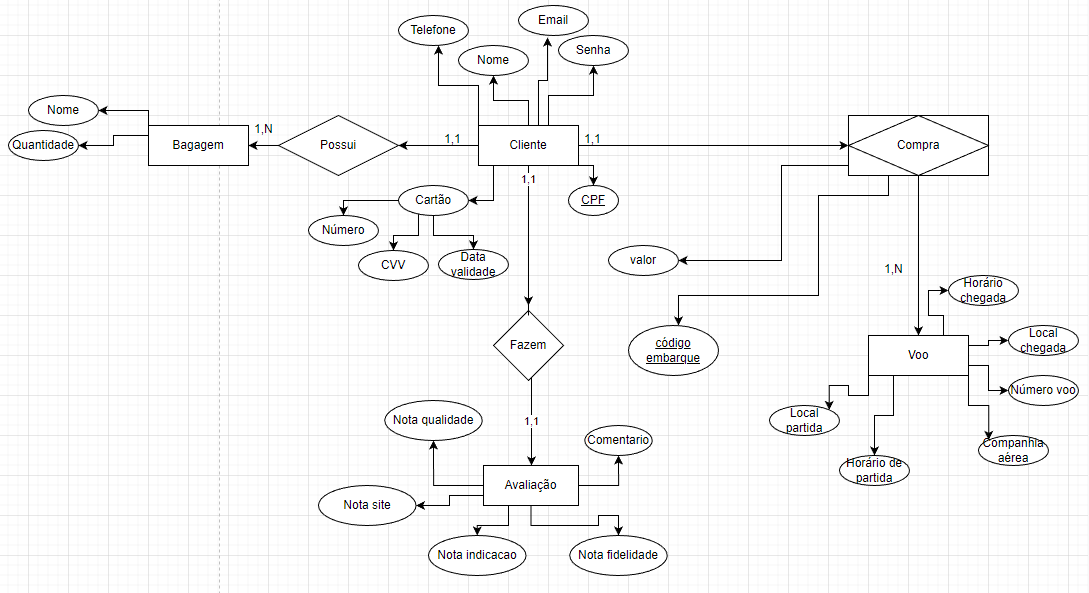 Email
Telefone
Senha
Nome
Nome
1,N
Quantidade
Bagagem
Possui
1,1
Cliente
1,1
Compra
1,1
Cartão
CPF
Número
CVV
Data
validade
valor
1,N
Horário
chegada
código
embarque
Fazem
Local
chegada
Voo
Número voo
Local
partida
Nota qualidade
1,1
Comentario
Companhia
aérea
Horário de
partida
Avaliação
Nota site
Nota indicacao
Nota fidelidade